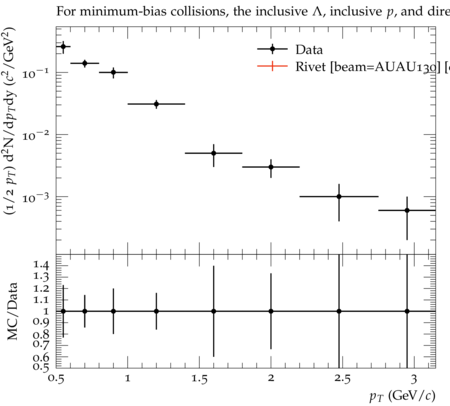 For minimum-bias collisions, the inclusive Λ, inclusive p, and dire
(1/2 p_T) d²N/dp_Tdy (c²/GeV²)
10⁻¹
10⁻²
10⁻³
Data
Rivet [beam=AUAU130] [
MC/Data
1.4
1.3
1.2
1.1
1
0.9
0.8
0.7
0.6
0.5
0.5 1 1.5 2 2.5 3
p_T (GeV/c)